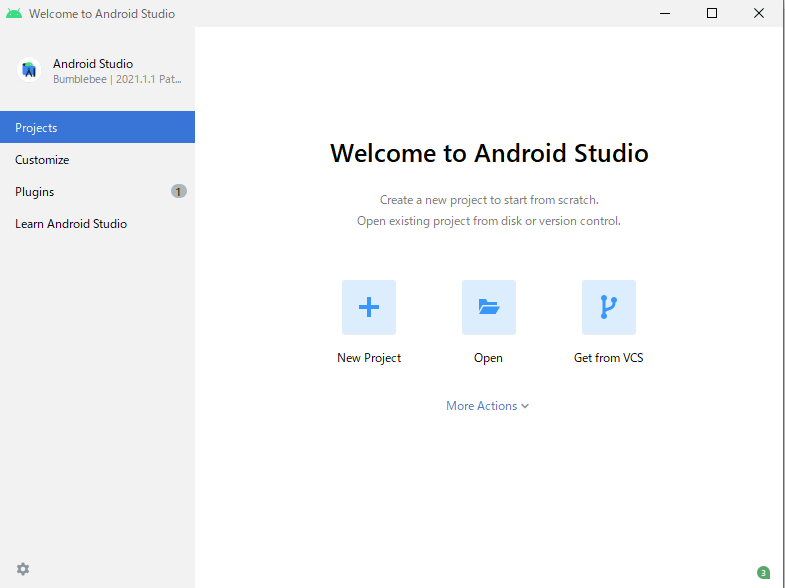 Welcome to Android Studio
Android Studio
Bumblebee | 2021.1.1 Pat...
Projects
Customize
Plugins 1
Learn Android Studio
Welcome to Android Studio
Create a new project to start from scratch.
Open existing project from disk or version control.
New Project Open Get from VCS
More Actions
3